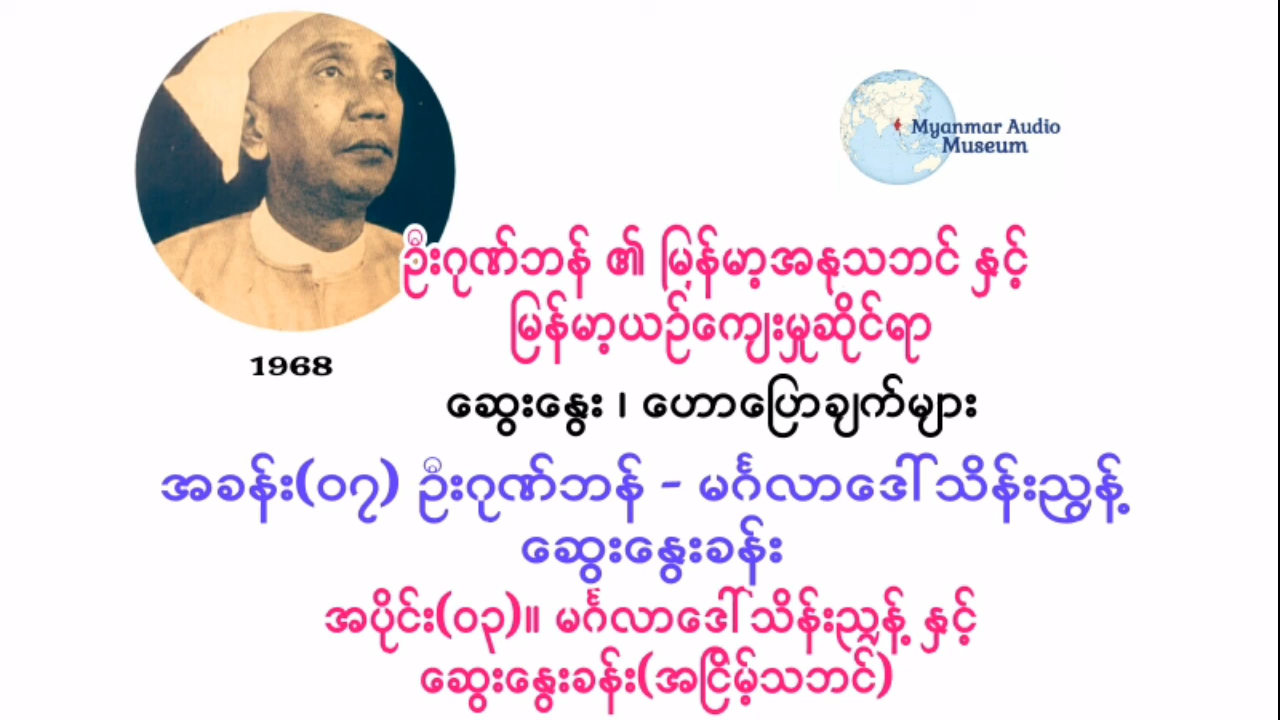 Myanmar Audio
Museum
ဦးဂုဏ်ဘန် ၏ မြန်မာ့အနုသဘင် နှင့်
မြန်မာ့ယဉ်ကျေးမှုဆိုင်ရာ
1968
ဆွေးနွေး ၊ ဟောပြောချက်များ
အခန်း(၀၇) ဦးဂုဏ်ဘန် - မင်္ဂလာဒေါ်သိန်းညွန့်
ဆွေးနွေးခန်း
အပိုင်း(၀၃)။ မင်္ဂလာဒေါ်သိန်းညွှန့် နှင့်
ဆွေးနွေးခန်း(အငြိမ့်သဘင်)